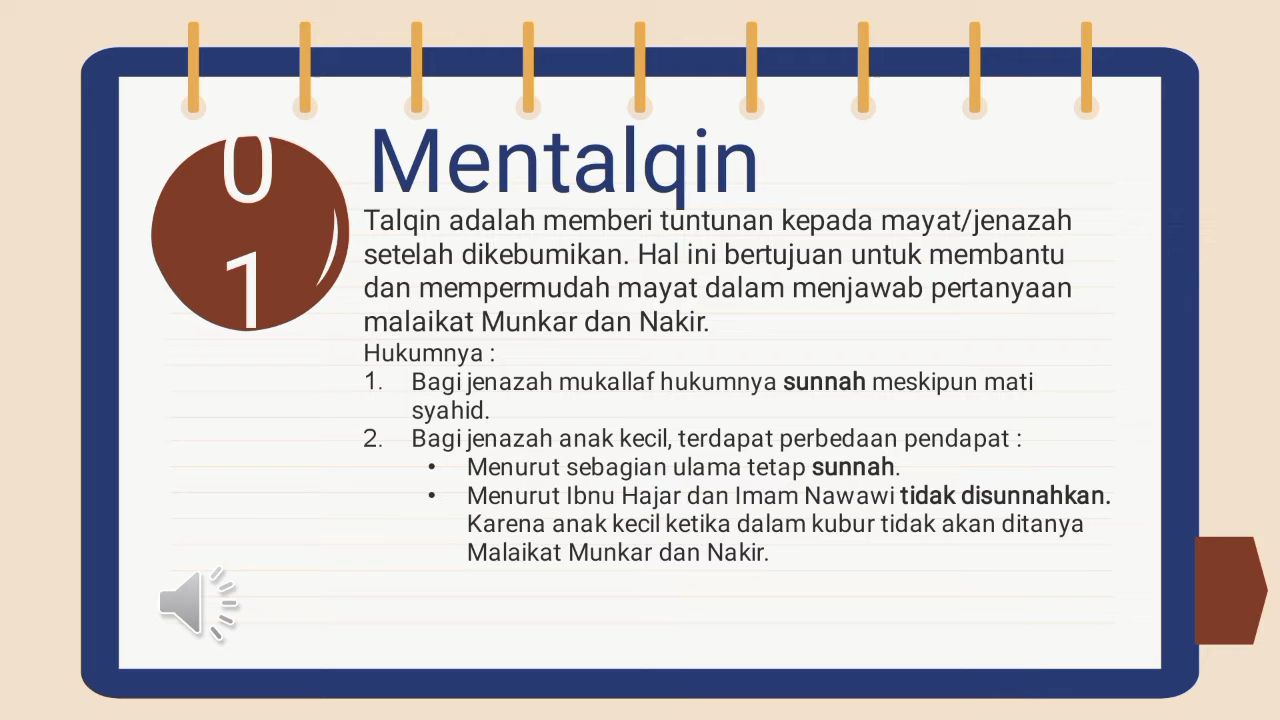 01
Mentalqin
Talqin adalah memberi tuntunan kepada mayat/jenazah
setelah dikebumikan. Hal ini bertujuan untuk membantu
dan mempermudah mayat dalam menjawab pertanyaan
malaikat Munkar dan Nakir.
Hukumnya :
1. Bagi jenazah mukallaf hukumnya sunnah meskipun mati
syahid.
2. Bagi jenazah anak kecil, terdapat perbedaan pendapat :
• Menurut sebagian ulama tetap sunnah.
• Menurut Ibnu Hajar dan Imam Nawawi tidak disunnahkan.
Karena anak kecil ketika dalam kubur tidak akan ditanya
Malaikat Munkar dan Nakir.